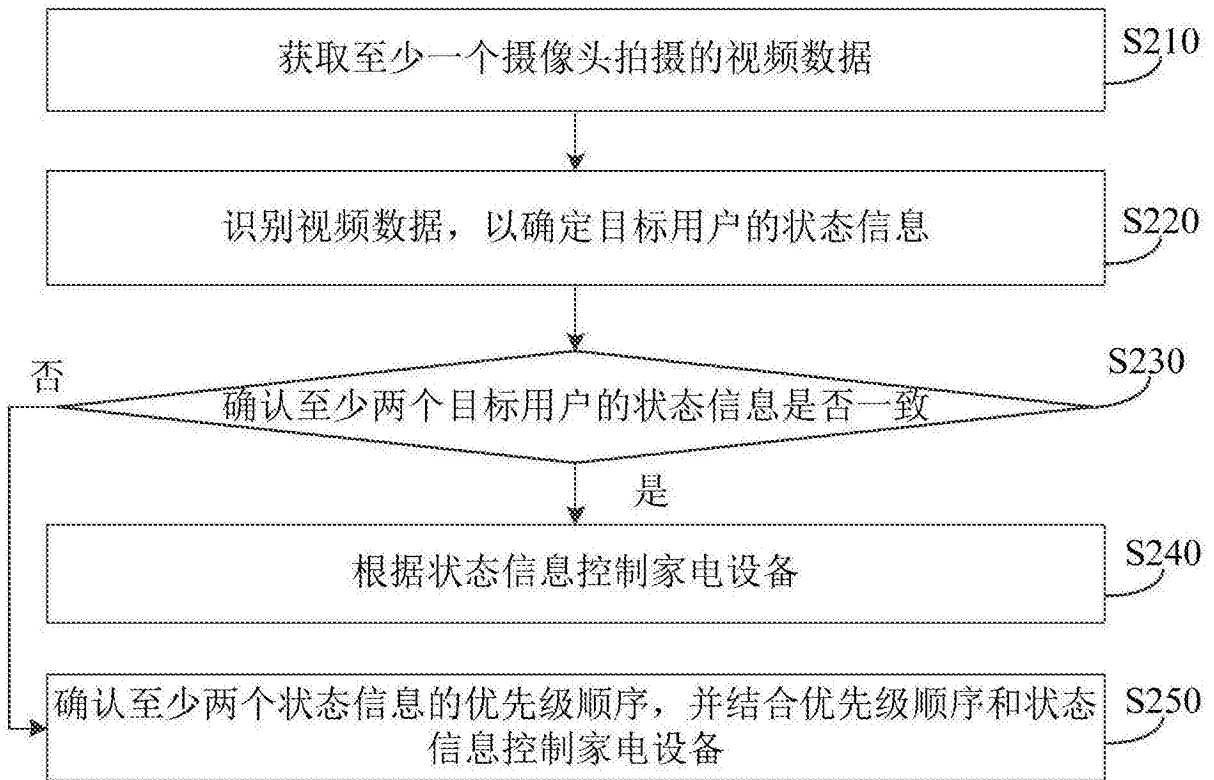 获取至少一个摄像头拍摄的视频数据
S210
识别视频数据，以确定目标用户的状态信息
S220
否
确认至少两个目标用户的状态信息是否一致
S230
是
根据状态信息控制家电设备
S240
确认至少两个状态信息的优先级顺序，并结合优先级顺序和状态
信息控制家电设备
S250